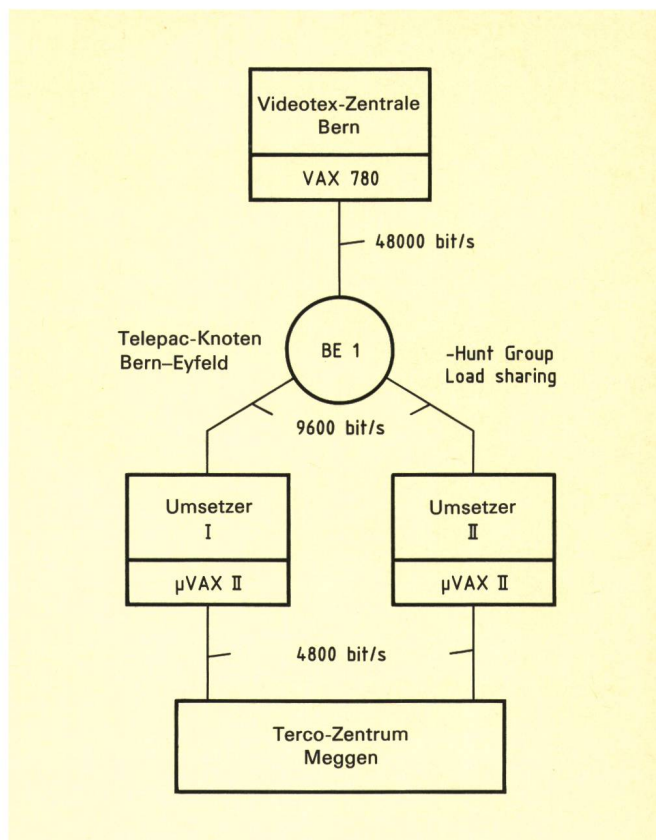 Videotex-Zentrale
Bern
VAX 780
48000 bit/s
Telepac-Knoten
Bern–Eyfeld
BE 1
-Hunt Group
Load sharing
9600 bit/s
Umsetzer
I
µVAX II
Umsetzer
II
µVAX II
4800 bit/s
Terco-Zentrum
Meggen